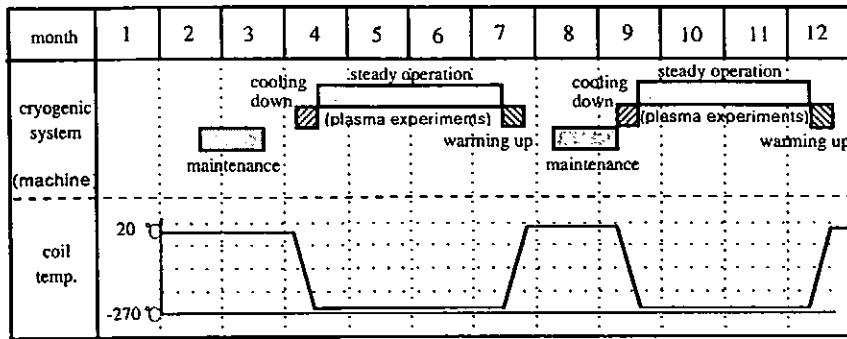 month 1 2 3 4 5 6 7 8 9 10 11 12
cooling down steady operation cooling down steady operation
cryogenic system (plasma experiments) (plasma experiments)
warming up warming up
maintenance maintenance
(machine)
20 ℃
coil temp.
-270 ℃